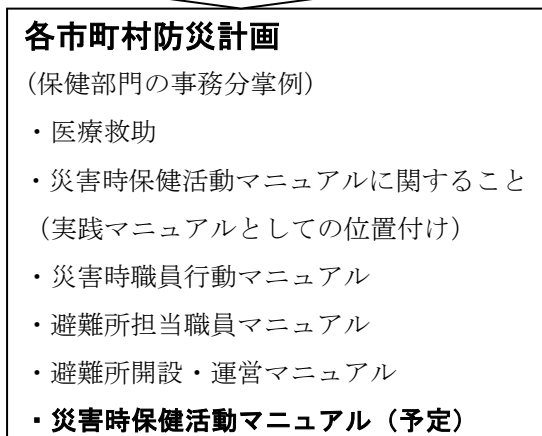 各市町村防災計画
(保健部門の事務分掌例)
・医療救助
・災害時保健活動マニュアルに関すること
(実践マニュアルとしての位置付け)
・災害時職員行動マニュアル
・避難所担当職員マニュアル
・避難所開設・運営マニュアル
・災害時保健活動マニュアル（予定）